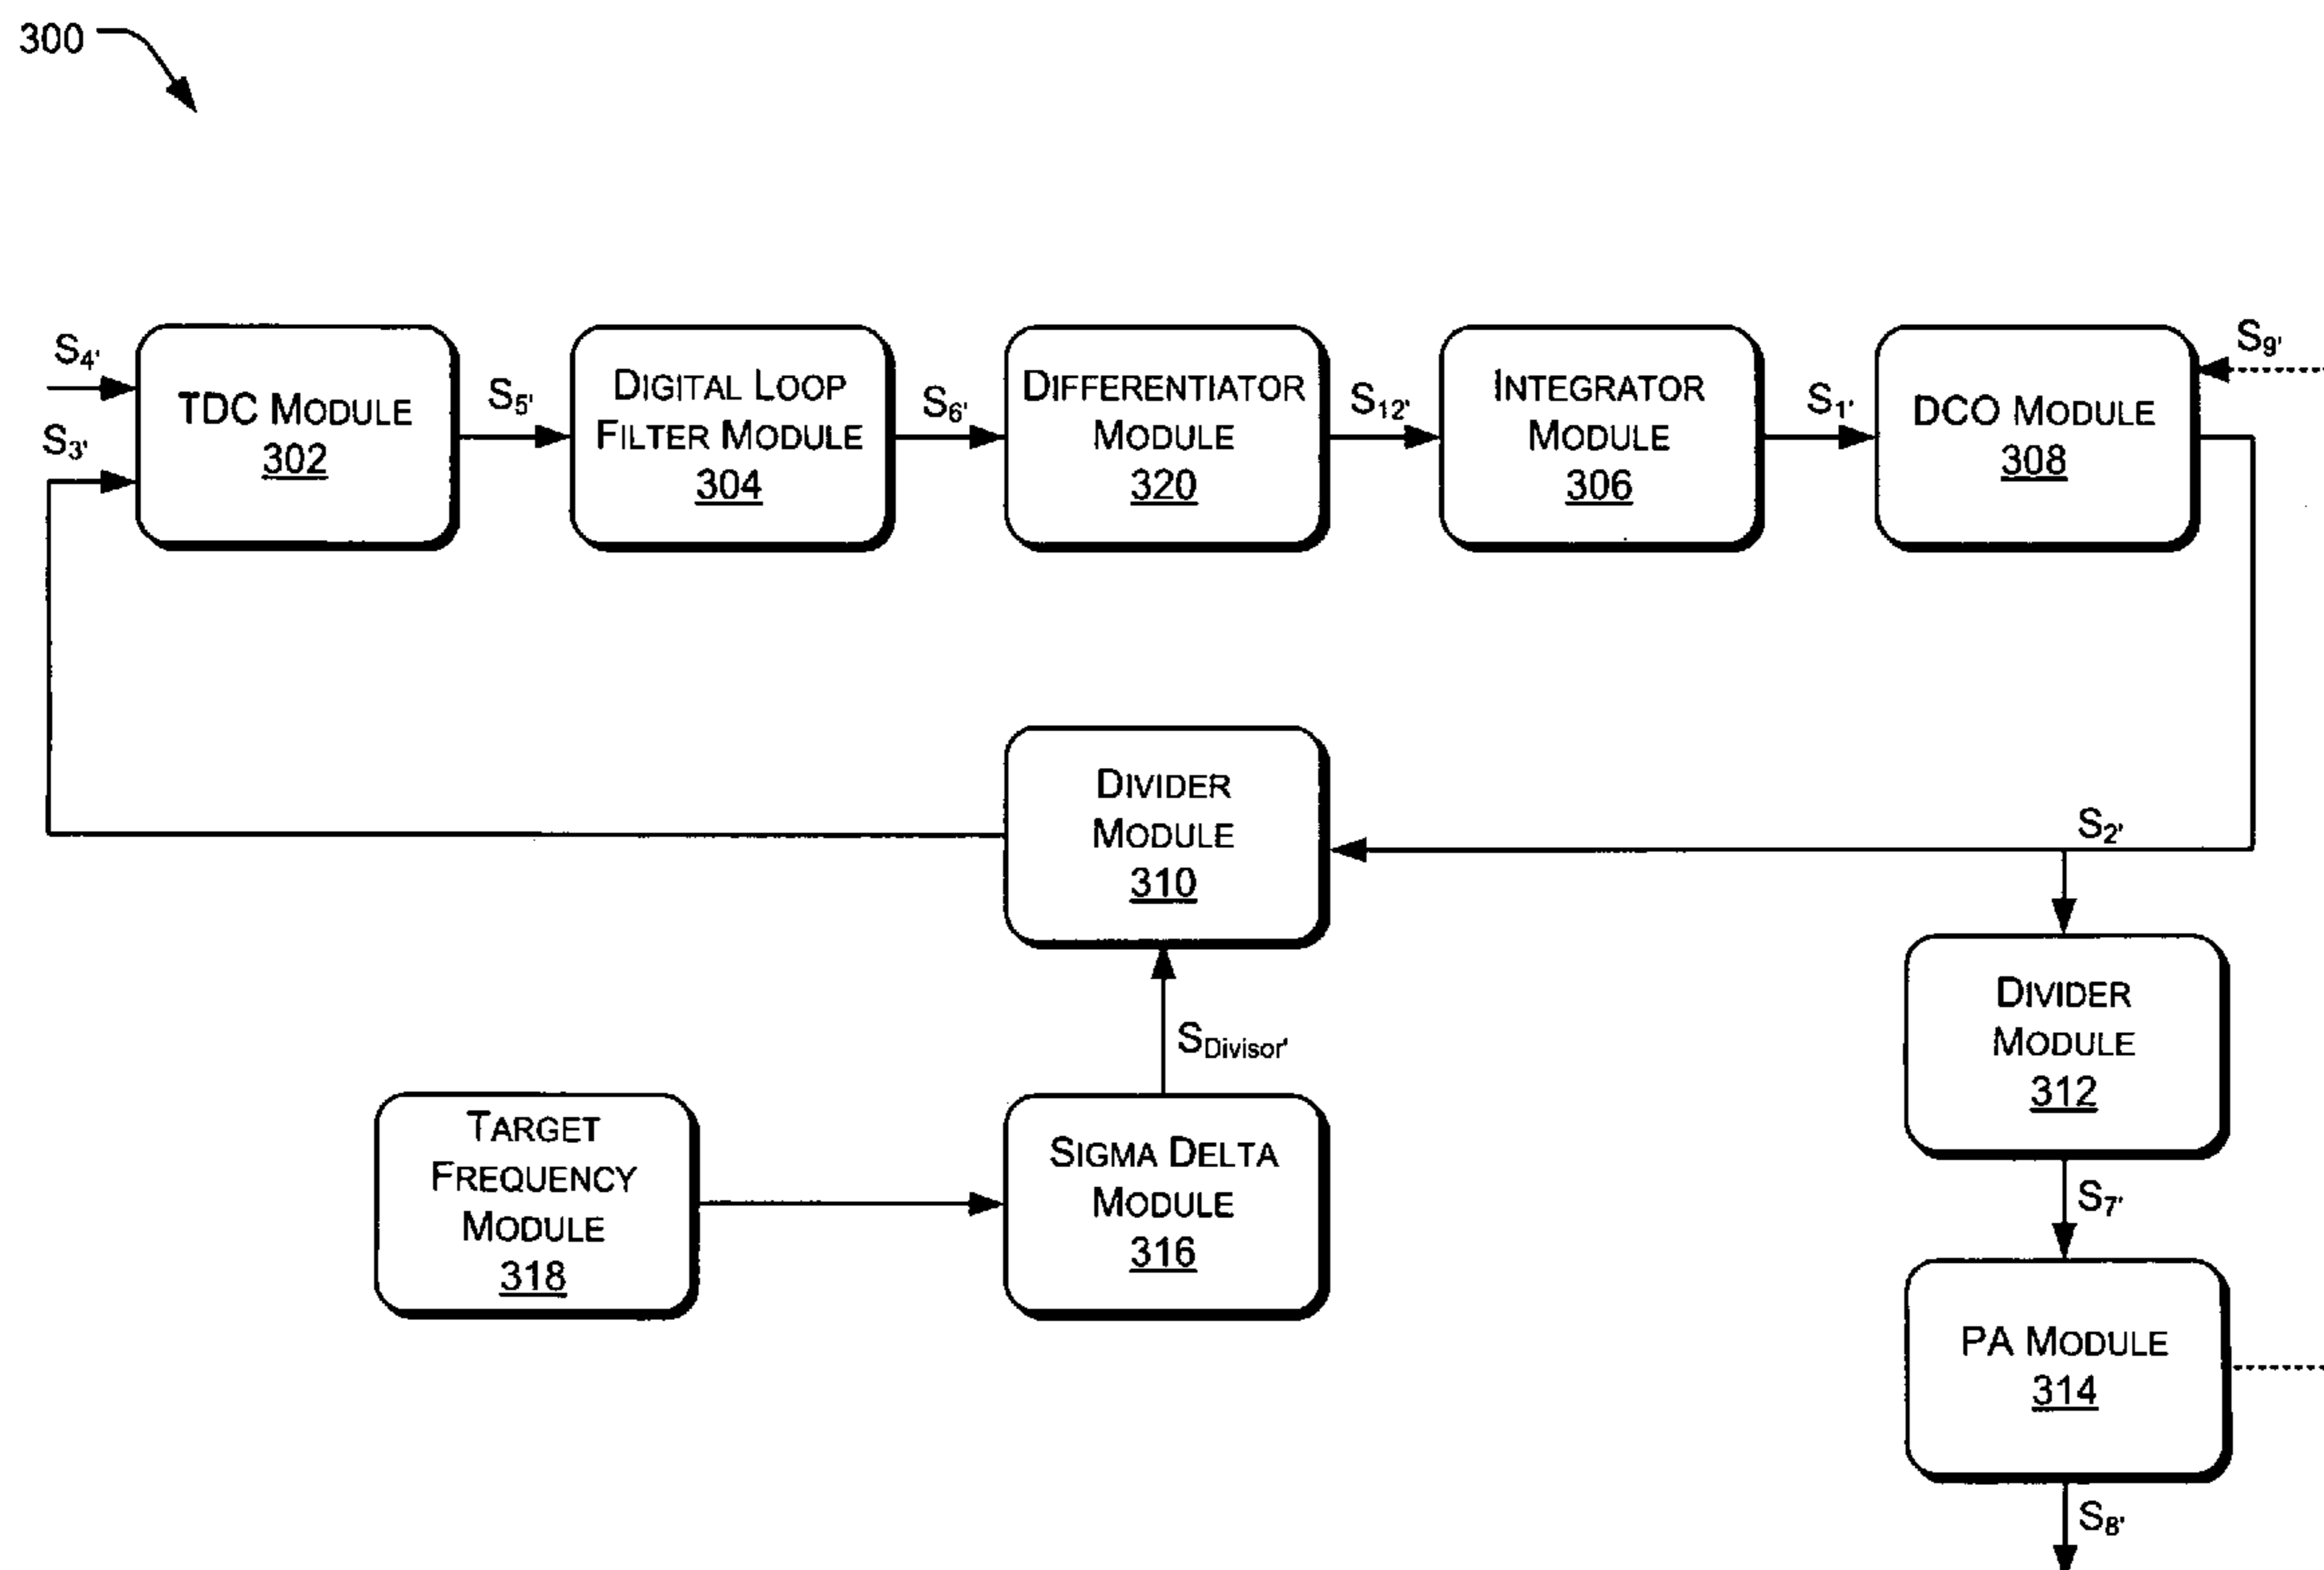 300
S4'
S3'
TDC MODULE
302
S5'
DIGITAL LOOP
FILTER MODULE
304
S6'
DIFFERENTIATOR
MODULE
320
S12'
INTEGRATOR
MODULE
306
S1'
DCO MODULE
308
S9'
DIVIDER
MODULE
310
S2'
SDivisor'
DIVIDER
MODULE
312
S7'
TARGET
FREQUENCY
MODULE
318
SIGMA DELTA
MODULE
316
PA MODULE
314
S8'